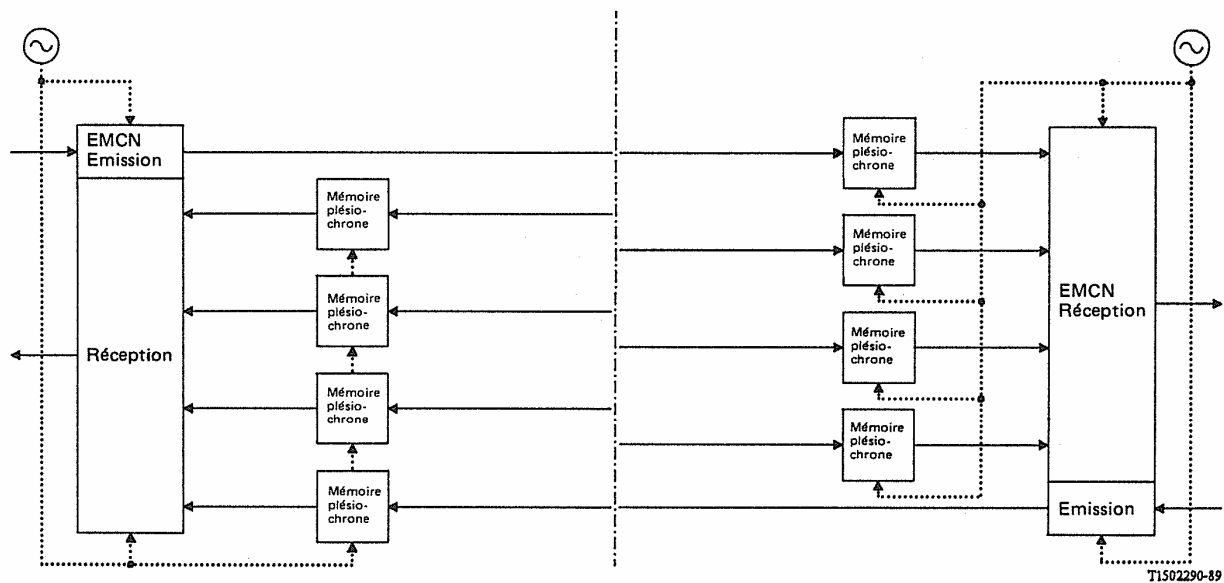 EMCN
Emission
Réception
Mémoire
plésio-
chrone
Mémoire
plésio-
chrone
Mémoire
plésio-
chrone
Mémoire
plésio-
chrone
Mémoire
plésio-
chrone
Mémoire
plésio-
chrone
Mémoire
plésio-
chrone
Mémoire
plésio-
chrone
EMCN
Réception
Emission
T1502290-89